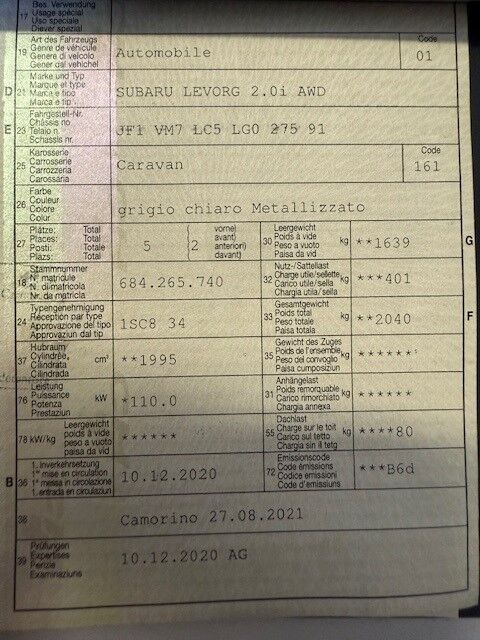 Bes. Verwendung
17 Usage spécial
Uso speciale
Diever spezial
Art des Fahrzeugs Code
19 Genre de véhicule Automobile 01
Genere di veicolo
Gener dal vehichel
Marke und Typ
D 21 Marque et type SUBARU LEVORG 2.0i AWD
Marca e tipo
Marca e tip
Fahrgestell-Nr.
E 23 Châssis no JF1 VM7 LC5 LG0 275 91
Telaio n.
Schassis nr.
Karosserie Code
25 Carrosserie Caravan 161
Carrozzeria
Carossaria
Farbe
26 Couleur
Colore grigio chiaro Metallizzato
Colur
Plätze: Total vorne)
27 Places: Total 5 { 2 avant)
Posti: Totale anteriori)
Plazs: Total davant)
Leergewicht
30 Poids à vide kg **1639 G
Peso a vuoto
Paisa da vid
Stammnummer
18 N° matricule 684.265.740
N. di matricola
Nr. da matricla
Nutz-/Sattellast
32 Charge utile/sellette kg ***401
Carico utile/sella
Chargia utila/sella
Typengenehmigung
24 Réception par type 1SC8 34
Approvazione del tipo
Approvaziun dal tip
Gesamtgewicht
33 Poids total kg **2040 F
Peso totale
Paisa totala
Hubraum
37 Cylindrée cm³ **1995
Cilindrata
Cilindrada
Gewicht des Zuges
35 Poids de l'ensemble kg ******
Peso del convoglio
Paisa cumposiziun
Leistung
76 Puissance kW *110.0
Potenza
Prestaziun
Anhängelast
31 Poids remorquable kg ******
Carico rimorchiato
Chargia annexa
Leergewicht
78 kW/kg poids à vide ******
peso a vuoto
paisa da vid
Dachlast
55 Charge sur le toit kg ****80
Carico sul tetto
Chargia sin il tetg
1. Inverkehrsetzung
B 36 1re mise en circulation 10.12.2020
1a messa in circolazione
1. entrada en circulaziun
Emissionscode
72 Code émissions ***B6d
Codice emissioni
Code d'emissiuns
38 Camorino 27.08.2021
Prüfungen
39 Expertises 10.12.2020 AG
Perizie
Examinaziuns